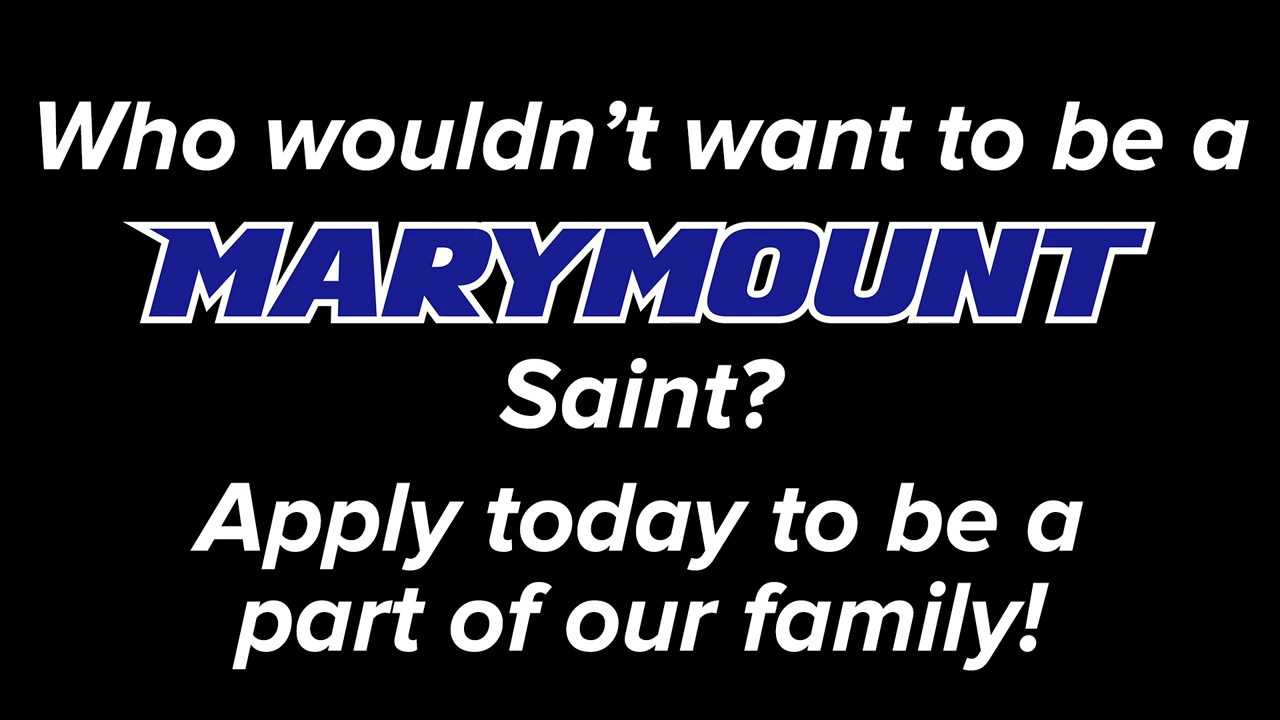 Who wouldn’t want to be a
MARYMOUNT
Saint?
Apply today to be a
part of our family!